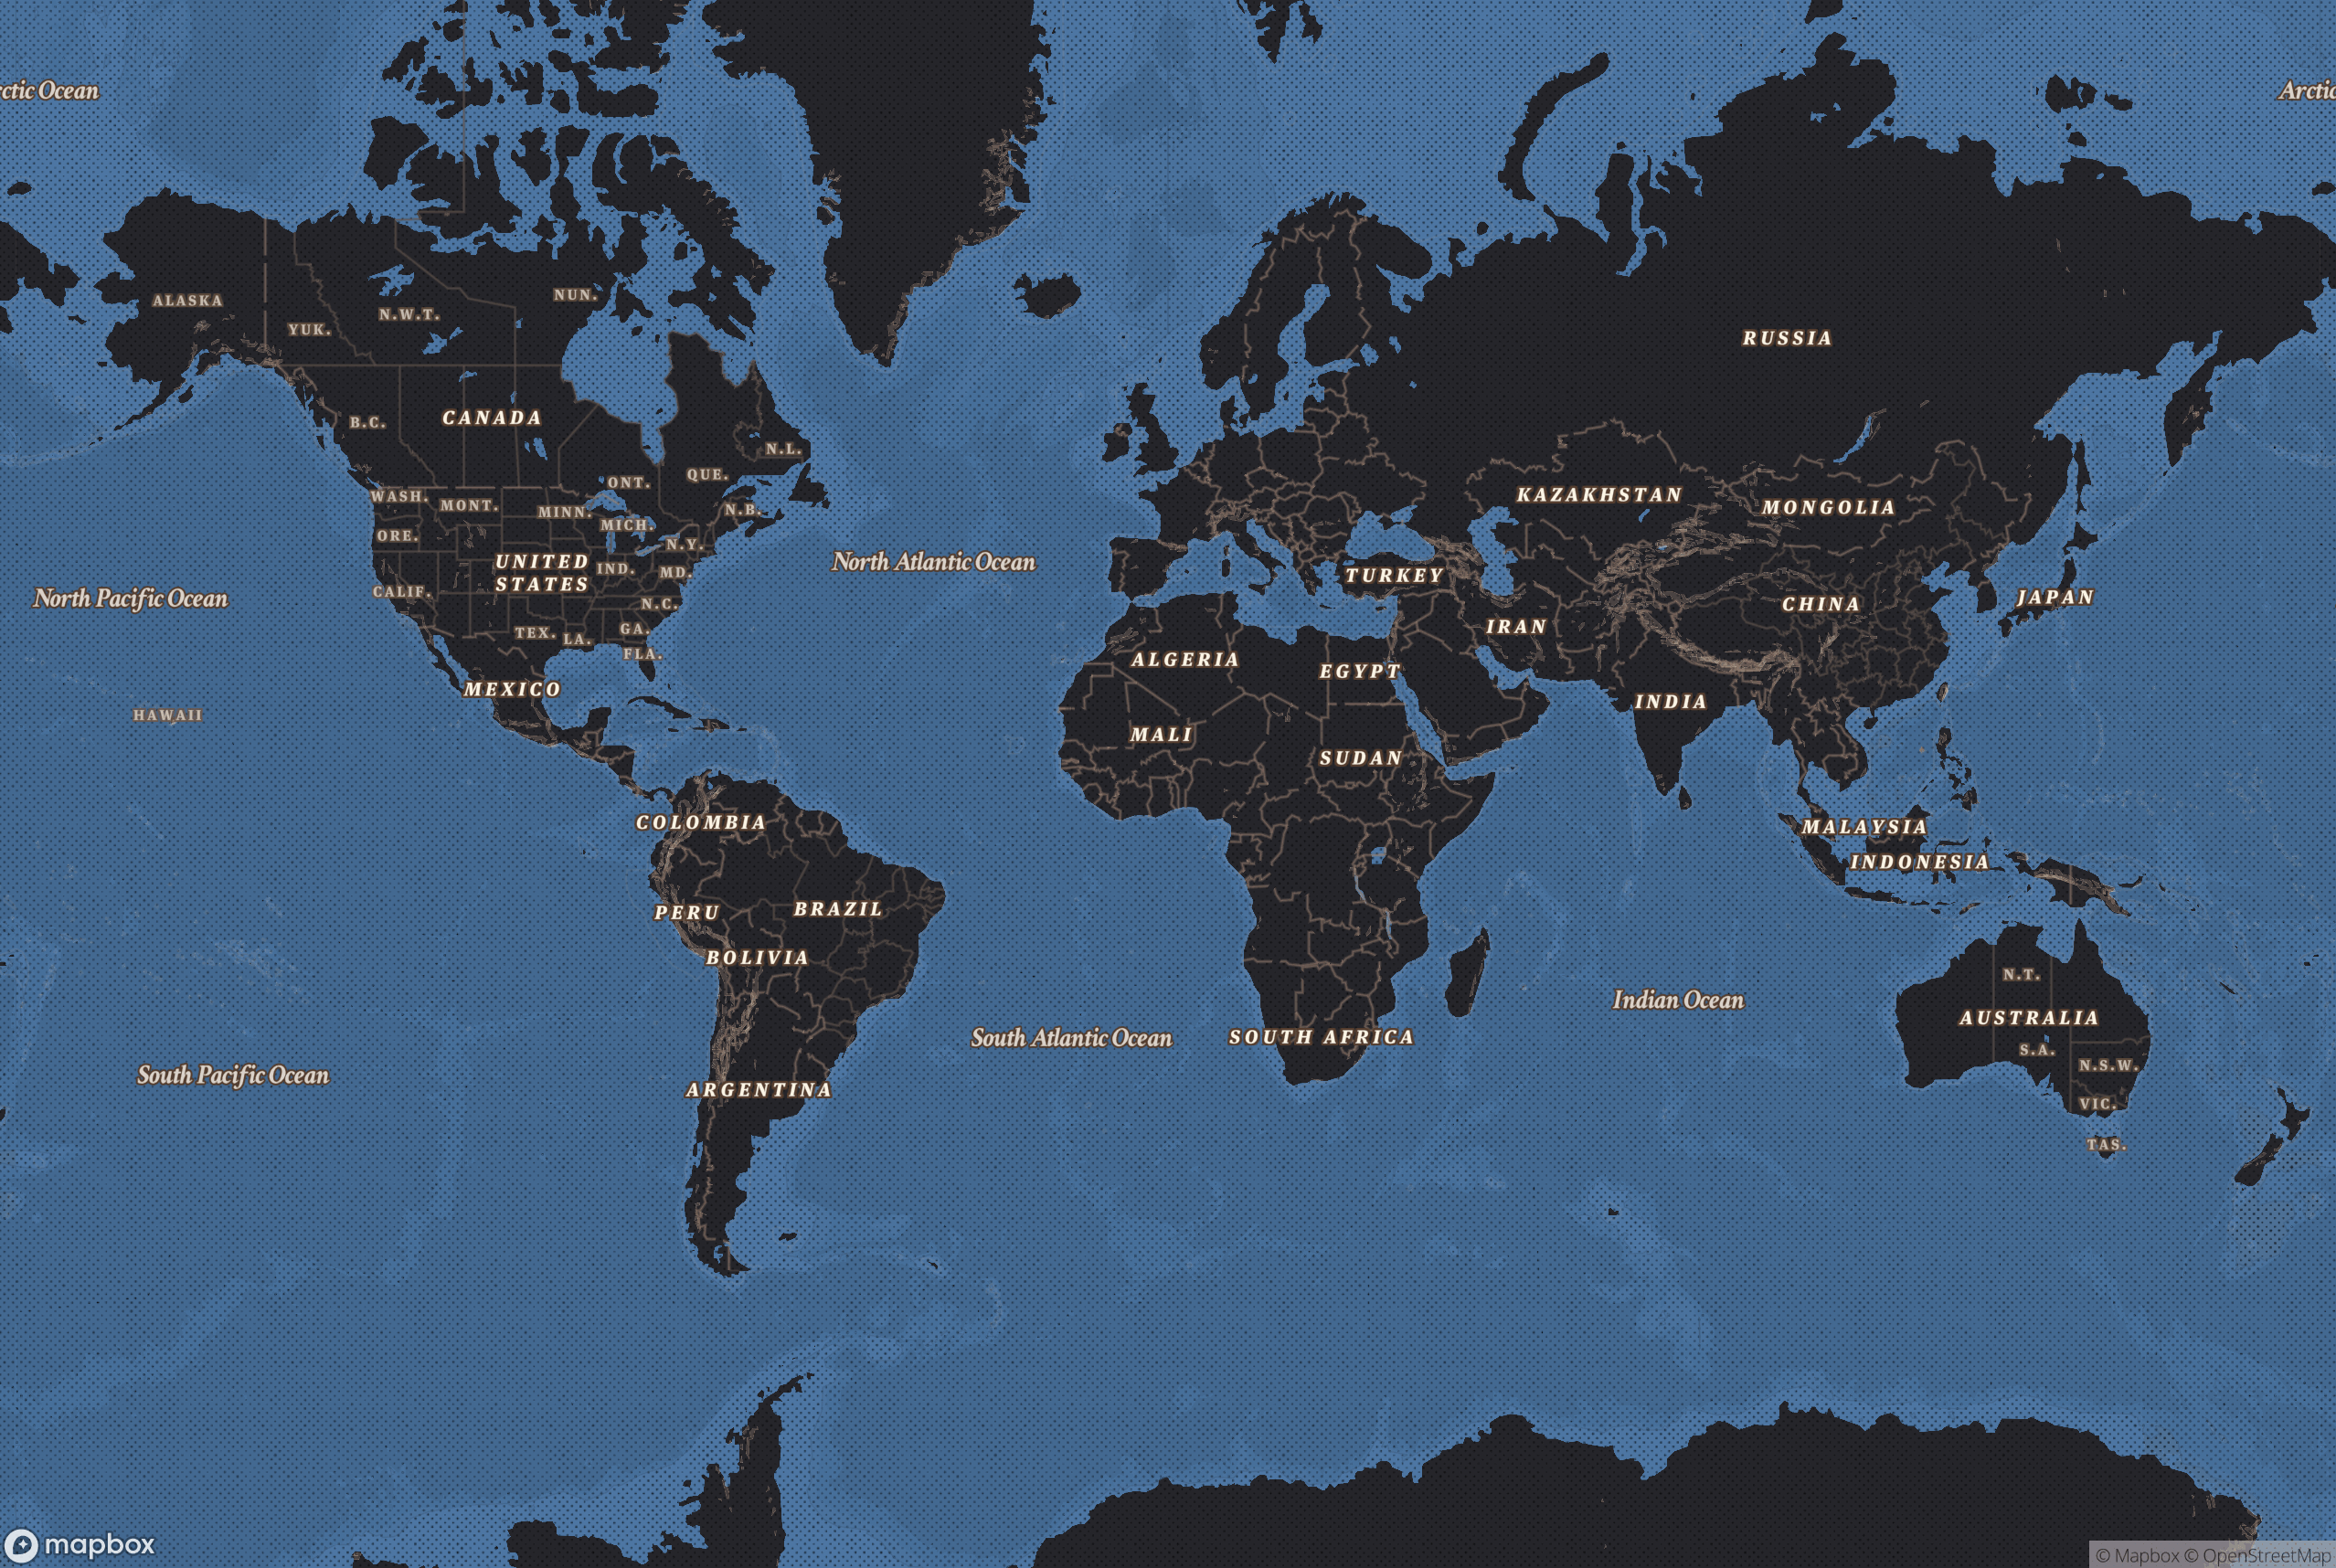 ctic Ocean
Arctic
ALASKA
NUN.
N.W.T.
YUK.
RUSSIA
CANADA
B.C.
N.L.
QUE.
ONT.
WASH.
MONT.
MINN.
N.B.
MICH.
KAZAKHSTAN
MONGOLIA
ORE.
N.Y.
UNITED
STATES
IND.
MD.
North Atlantic Ocean
TURKEY
CALIF.
N.C.
North Pacific Ocean
JAPAN
CHINA
IRAN
TEX.
LA.
GA.
FLA.
ALGERIA
EGYPT
MEXICO
INDIA
HAWAII
MALI
SUDAN
COLOMBIA
MALAYSIA
INDONESIA
PERU
BRAZIL
BOLIVIA
N.T.
Indian Ocean
AUSTRALIA
South Atlantic Ocean
SOUTH AFRICA
S.A.
N.S.W.
South Pacific Ocean
ARGENTINA
VIC.
TAS.
mapbox
© Mapbox © OpenStreetMap